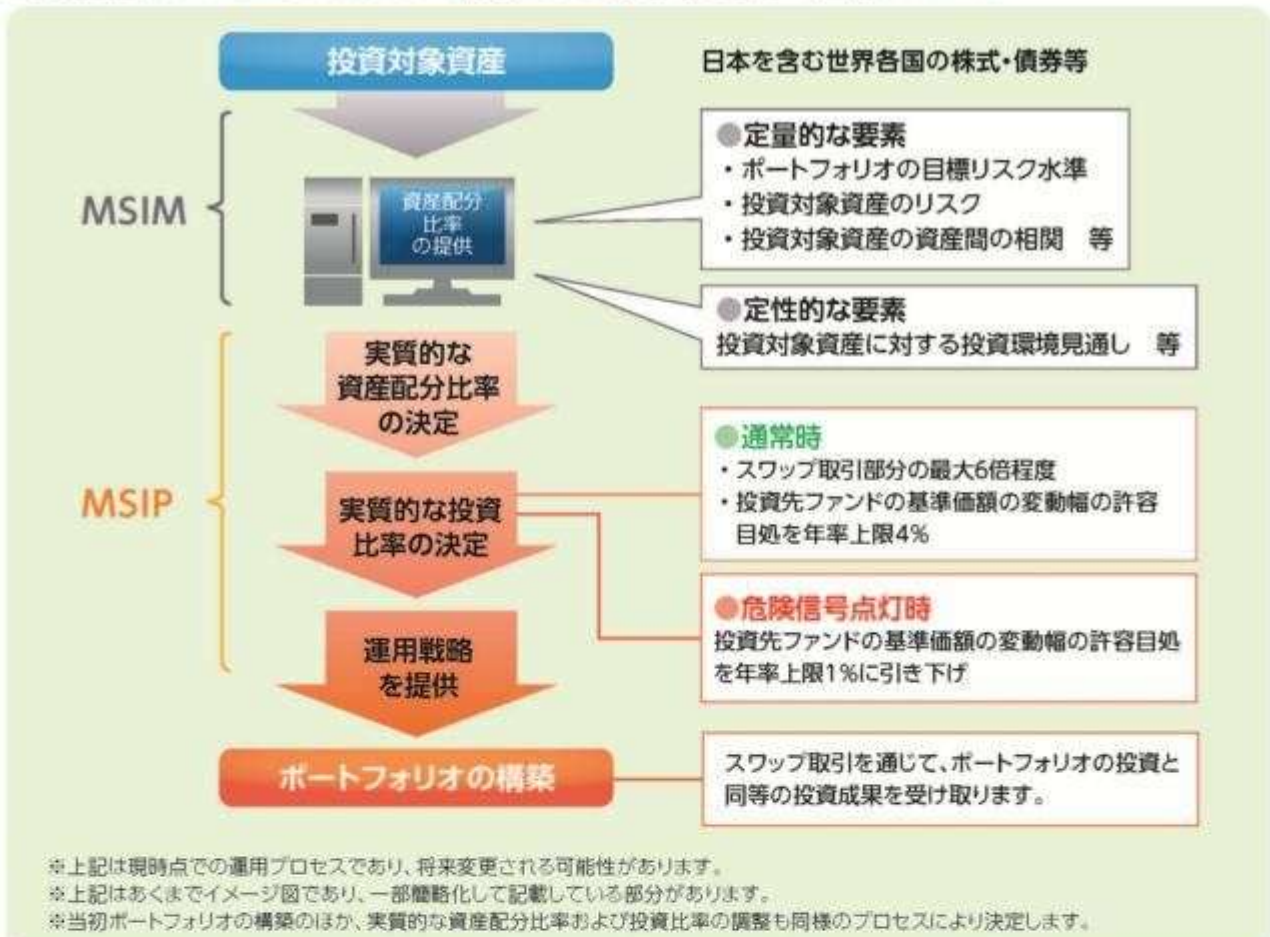 投資対象資産
日本を含む世界各国の株式・債券等
MSIM
資産配分
比率
の提供
●定量的な要素
・ポートフォリオの目標リスク水準
・投資対象資産のリスク
・投資対象資産の資産間の相関　等
●定性的な要素
投資対象資産に対する投資環境見通し　等
MSIP
実質的な
資産配分比率
の決定
実質的な投資
比率の決定
●通常時
・スワップ取引部分の最大6倍程度
・投資先ファンドの基準価額の変動幅の許容
目処を年率上限4%
●危険信号点灯時
投資先ファンドの基準価額の変動幅の許容目処
を年率上限1%に引き下げ
運用戦略
を提供
ポートフォリオの構築
スワップ取引を通じて、ポートフォリオの投資と
同等の投資成果を受け取ります。
※上記は現時点での運用プロセスであり、将来変更される可能性があります。
※上記はあくまでイメージ図であり、一部簡略化して記載している部分があります。
※当初ポートフォリオの構築のほか、実質的な資産配分比率および投資比率の調整も同様のプロセスにより決定します。